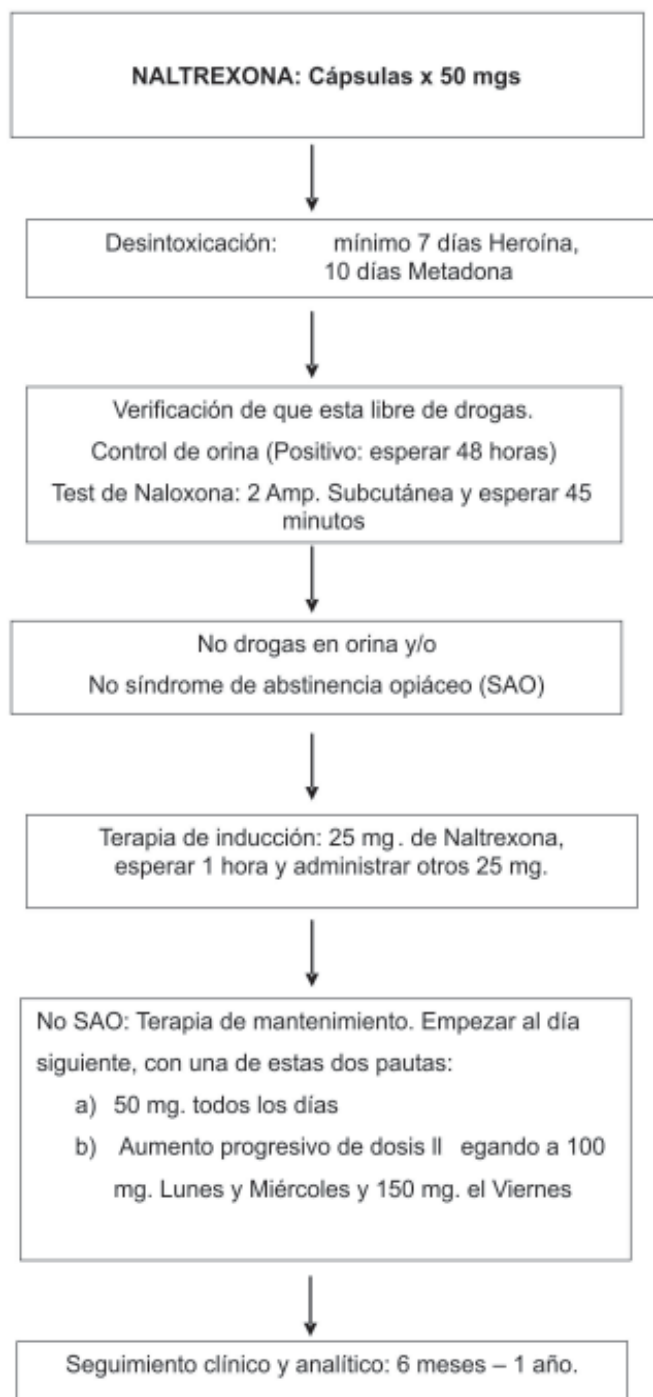 NALTREXONA: Cápsulas x 50 mgs
Desintoxicación: mínimo 7 días Heroína,
10 días Metadona
Verificación de que esta libre de drogas.
Control de orina (Positivo: esperar 48 horas)
Test de Naloxona: 2 Amp. Subcutánea y esperar 45
minutos
No drogas en orina y/o
No síndrome de abstinencia opiáceo (SAO)
Terapia de inducción: 25 mg. de Naltrexona,
esperar 1 hora y administrar otros 25 mg.
No SAO: Terapia de mantenimiento. Empezar al día
siguiente, con una de estas dos pautas:
a) 50 mg. todos los días
b) Aumento progresivo de dosis ll egando a 100
mg. Lunes y Miércoles y 150 mg. el Viernes
Seguimiento clínico y analítico: 6 meses – 1 año.